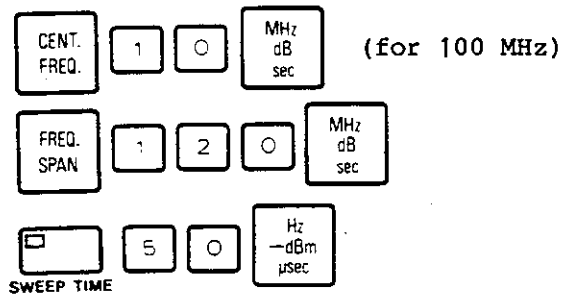 CENT.
FREQ.
1
0
MHz
dB
sec
(for 100 MHz)
FREQ.
SPAN
1
2
0
MHz
dB
sec
SWEEP TIME
5
0
Hz
—dBm
µsec